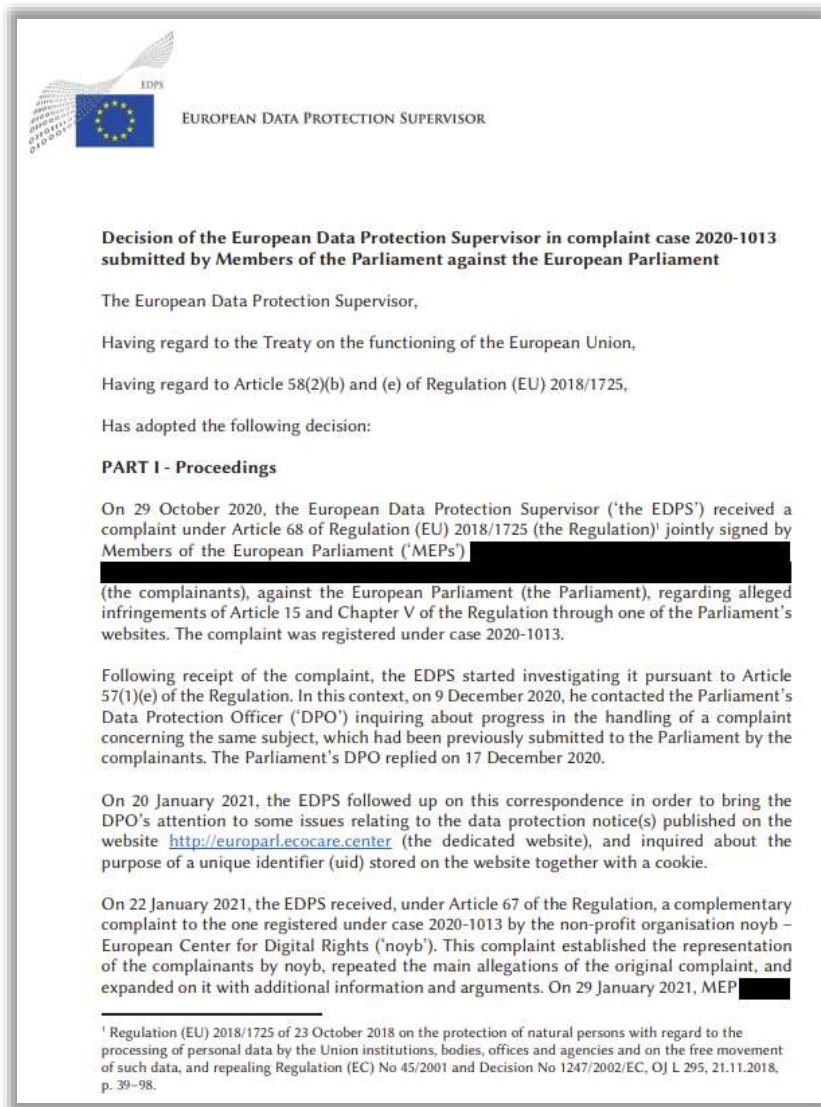 EDPS
EUROPEAN DATA PROTECTION SUPERVISOR
Decision of the European Data Protection Supervisor in complaint case 2020-1013
submitted by Members of the Parliament against the European Parliament
The European Data Protection Supervisor,
Having regard to the Treaty on the functioning of the European Union,
Having regard to Article 58(2)(b) and (e) of Regulation (EU) 2018/1725,
Has adopted the following decision:
PART I - Proceedings
On 29 October 2020, the European Data Protection Supervisor (‘the EDPS’) received a
complaint under Article 68 of Regulation (EU) 2018/1725 (the Regulation)¹ jointly signed by
Members of the European Parliament (‘MEPs’)
(the complainants), against the European Parliament (the Parliament), regarding alleged
infringements of Article 15 and Chapter V of the Regulation through one of the Parliament’s
websites. The complaint was registered under case 2020-1013.
Following receipt of the complaint, the EDPS started investigating it pursuant to Article
57(1)(e) of the Regulation. In this context, on 9 December 2020, he contacted the Parliament’s
Data Protection Officer (‘DPO’) inquiring about progress in the handling of a complaint
concerning the same subject, which had been previously submitted to the Parliament by the
complainants. The Parliament’s DPO replied on 17 December 2020.
On 20 January 2021, the EDPS followed up on this correspondence in order to bring the
DPO’s attention to some issues relating to the data protection notice(s) published on the
website http://europarl.ecocare.center (the dedicated website), and inquired about the
purpose of a unique identifier (uid) stored on the website together with a cookie.
On 22 January 2021, the EDPS received, under Article 67 of the Regulation, a complementary
complaint to the one registered under case 2020-1013 by the non-profit organisation noyb –
European Center for Digital Rights (‘noyb’). This complaint established the representation
of the complainants by noyb, repeated the main allegations of the original complaint, and
expanded on it with additional information and arguments. On 29 January 2021, MEP
¹ Regulation (EU) 2018/1725 of 23 October 2018 on the protection of natural persons with regard to the
processing of personal data by the Union institutions, bodies, offices and agencies and on the free movement
of such data, and repealing Regulation (EC) No 45/2001 and Decision No 1247/2002/EC, OJ L 295, 21.11.2018,
p. 39–98.